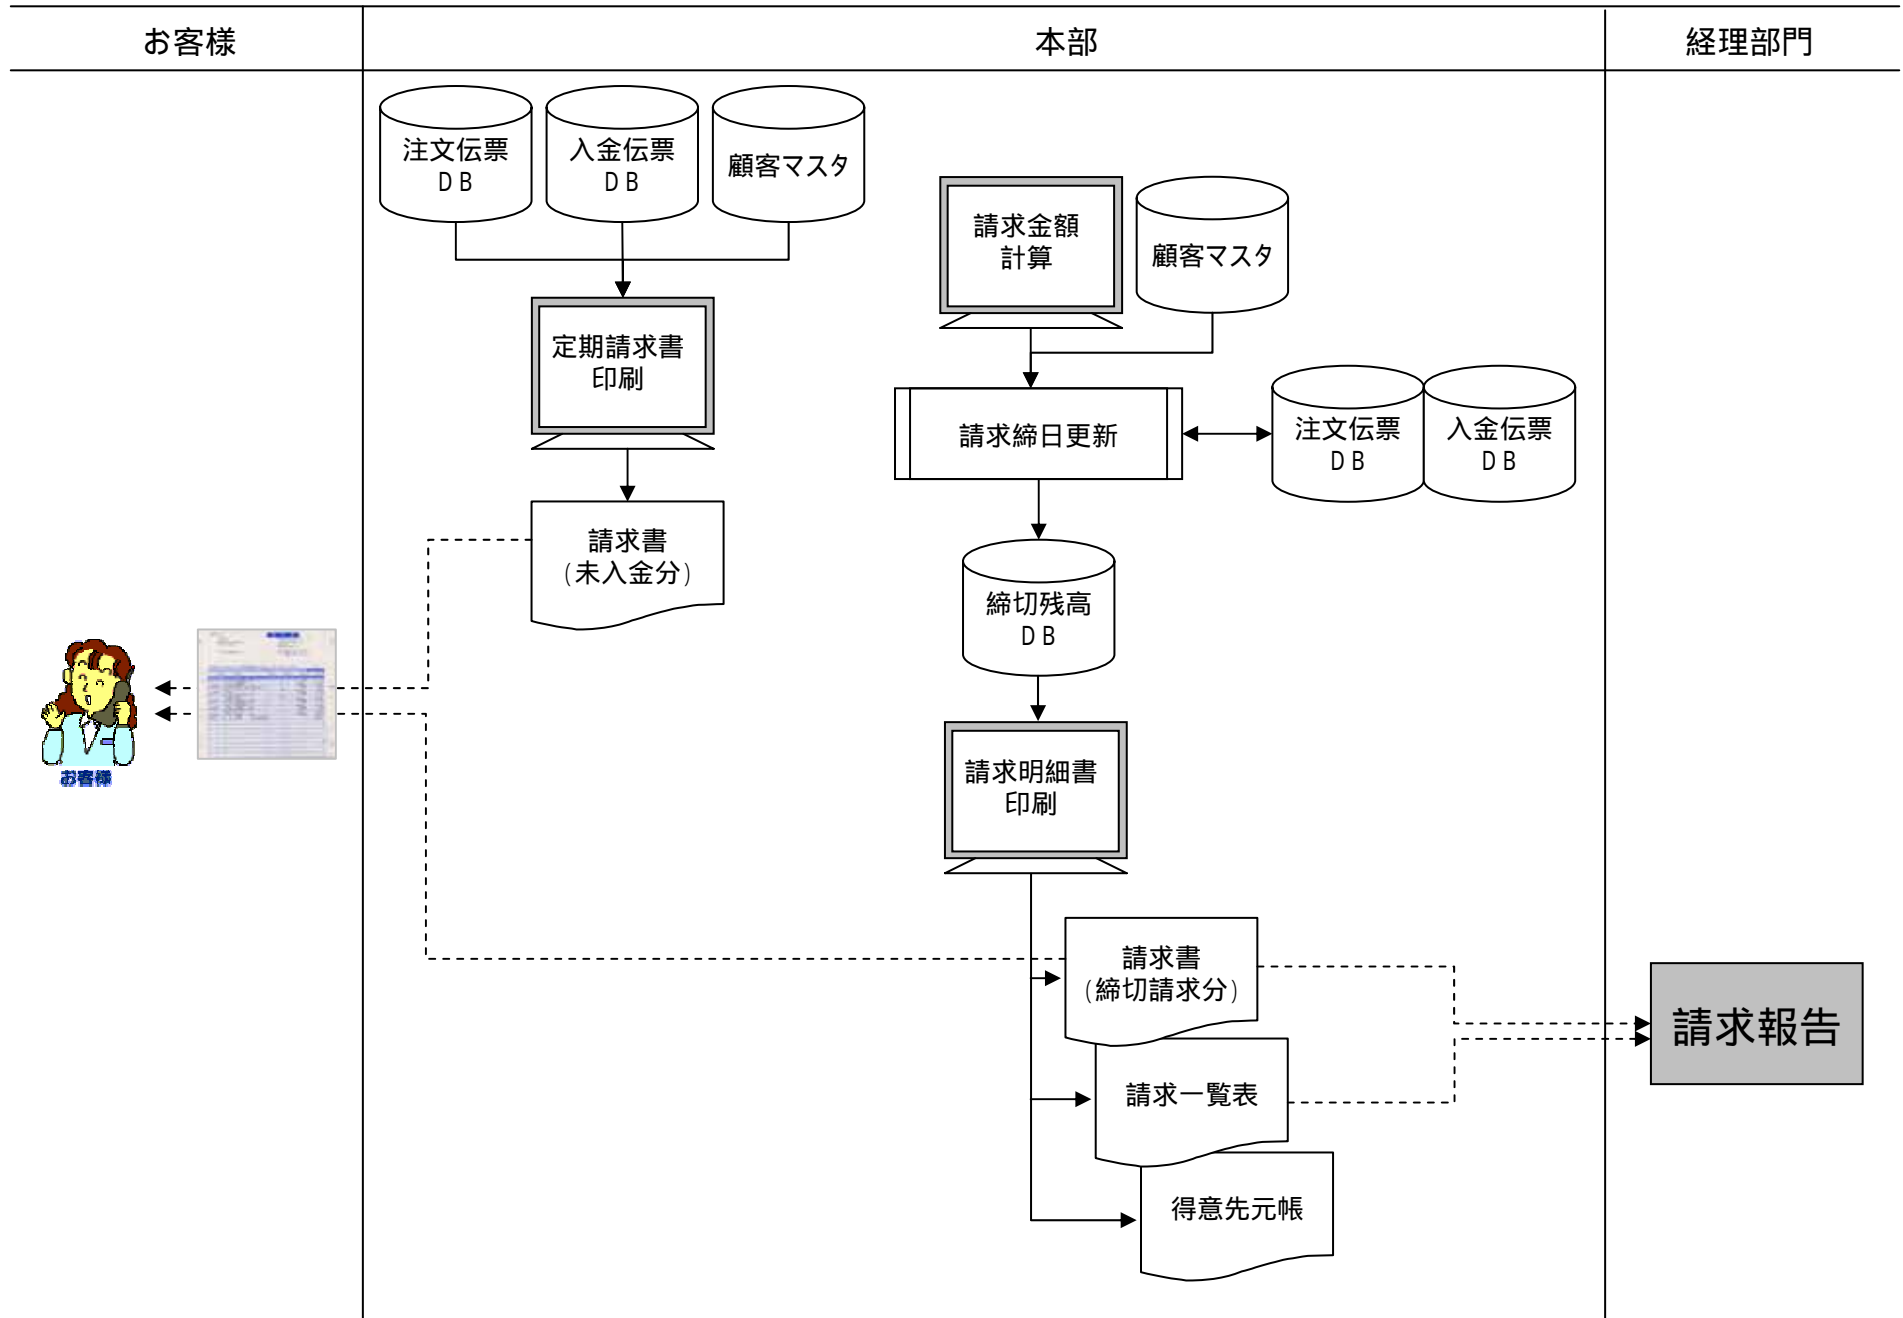 お客様
本部
経理部門
注文伝票
DB
入金伝票
DB
顧客マスタ
請求金額
計算
顧客マスタ
定期請求書
印刷
請求締日更新
注文伝票
DB
入金伝票
DB
請求書
(未入金分)
締切残高
DB
お客様
請求明細書
印刷
請求書
(締切請求分)
請求報告
請求一覧表
得意先元帳